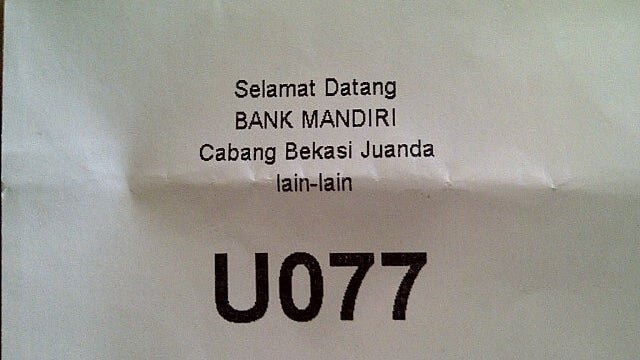 Selamat Datang
BANK MANDIRI
Cabang Bekasi Juanda
lain-lain
U077